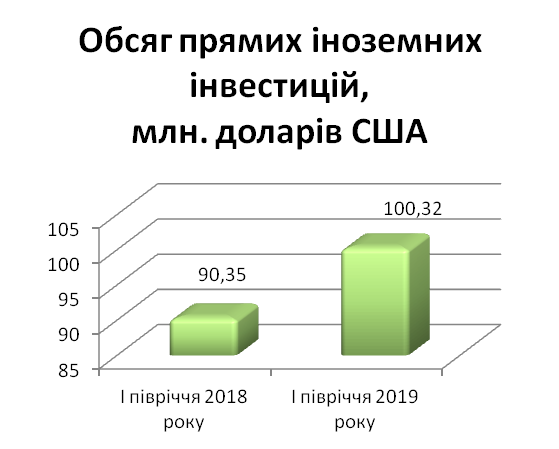 Обсяг прямих іноземних
інвестицій,
млн. доларів США
105
100
95
90
85
90,35
100,32
І півріччя 2018
року
І півріччя 2019
року